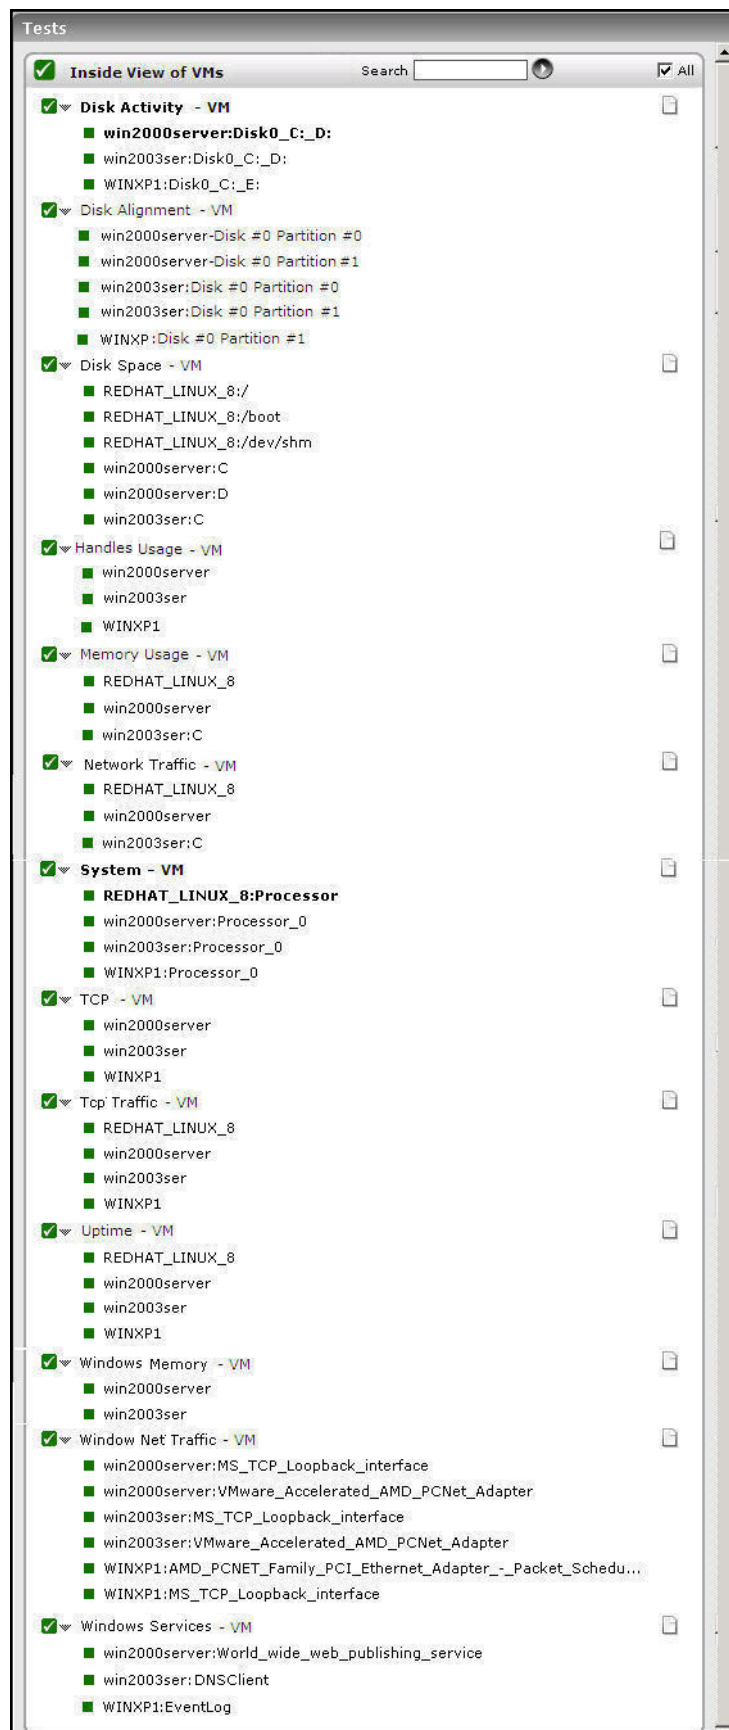 Tests
Inside View of VMs Search All
Disk Activity - VM
win2000server:Disk0_C:_D:
win2003ser:Disk0_C:_D:
WINXP1:Disk0_C:_E:
Disk Alignment - VM
win2000server-Disk #0 Partition #0
win2000server-Disk #0 Partition #1
win2003ser:Disk #0 Partition #0
win2003ser:Disk #0 Partition #1
WINXP:Disk #0 Partition #1
Disk Space - VM
REDHAT_LINUX_8:/
REDHAT_LINUX_8:/boot
REDHAT_LINUX_8:/dev/shm
win2000server:C
win2000server:D
win2003ser:C
Handles Usage - VM
win2000server
win2003ser
WINXP1
Memory Usage - VM
REDHAT_LINUX_8
win2000server
win2003ser:C
Network Traffic - VM
REDHAT_LINUX_8
win2000server
win2003ser:C
System - VM
REDHAT_LINUX_8:Processor
win2000server:Processor_0
win2003ser:Processor_0
WINXP1:Processor_0
TCP - VM
win2000server
win2003ser
WINXP1
Tcp Traffic - VM
REDHAT_LINUX_8
win2000server
win2003ser
WINXP1
Uptime - VM
REDHAT_LINUX_8
win2000server
win2003ser
WINXP1
Windows Memory - VM
win2000server
win2003ser
Window Net Traffic - VM
win2000server:MS_TCP_Loopback_interface
win2000server:VMware_Accelerated_AMD_PCNet_Adapter
win2003ser:MS_TCP_Loopback_interface
win2003ser:VMware_Accelerated_AMD_PCNet_Adapter
WINXP1:AMD_PCNET_Family_PCI_Ethernet_Adapter_-_Packet_Schedu...
WINXP1:MS_TCP_Loopback_interface
Windows Services - VM
win2000server:World_wide_web_publishing_service
win2003ser:DNSClient
WINXP1:EventLog